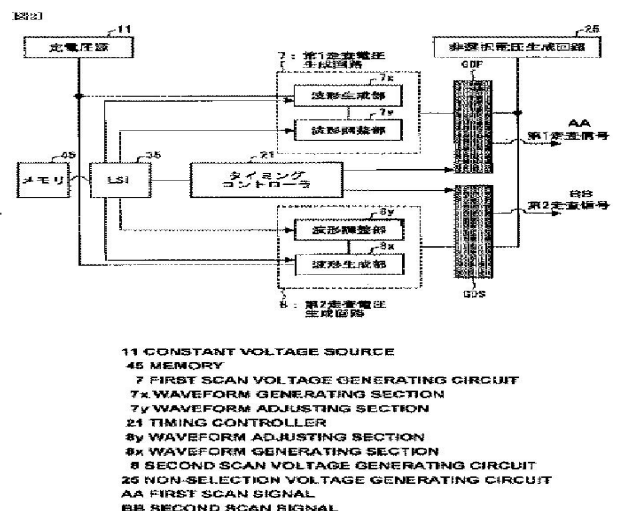 11
定電圧源
25
非選択電圧生成回路
7 : 第1走査電圧
生成回路
7x
波形生成部
7y
波形調整部
GDF
AA
第1走査信号
45
メモリ
35
LSI
21
タイミング
コントローラ
BB
第2走査信号
8y
波形調整部
8x
波形生成部
8 : 第2走査電圧
生成回路
GDS
11 CONSTANT VOLTAGE SOURCE
45 MEMORY
7 FIRST SCAN VOLTAGE GENERATING CIRCUIT
7x WAVEFORM GENERATING SECTION
7y WAVEFORM ADJUSTING SECTION
21 TIMING CONTROLLER
8y WAVEFORM ADJUSTING SECTION
8x WAVEFORM GENERATING SECTION
8 SECOND SCAN VOLTAGE GENERATING CIRCUIT
25 NON-SELECTION VOLTAGE GENERATING CIRCUIT
AA FIRST SCAN SIGNAL
BB SECOND SCAN SIGNAL